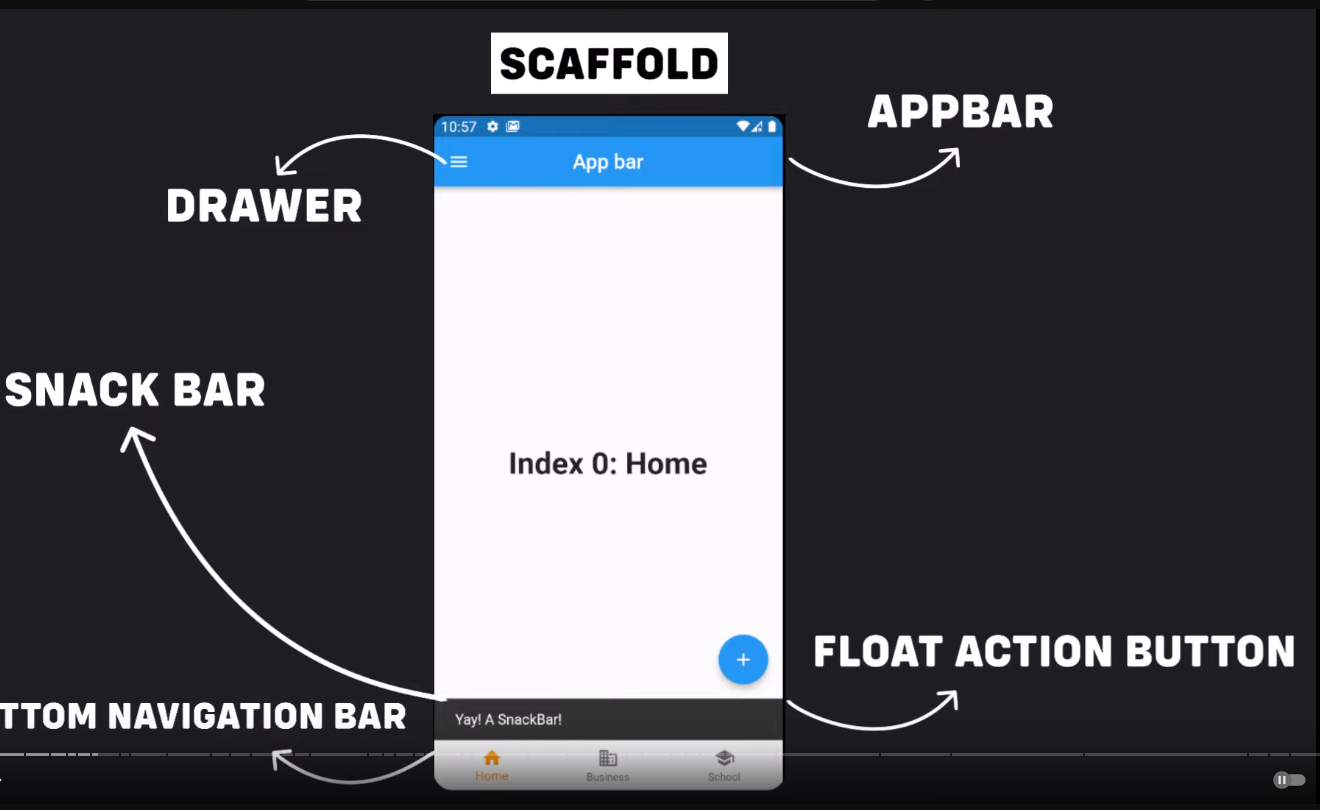 SCAFFOLD
APPBAR
10:57
App bar
DRAWER
SNACK BAR
Index 0: Home
+
FLOAT ACTION BUTTON
TTOM NAVIGATION BAR
Yay! A SnackBar!
Home
Business
School